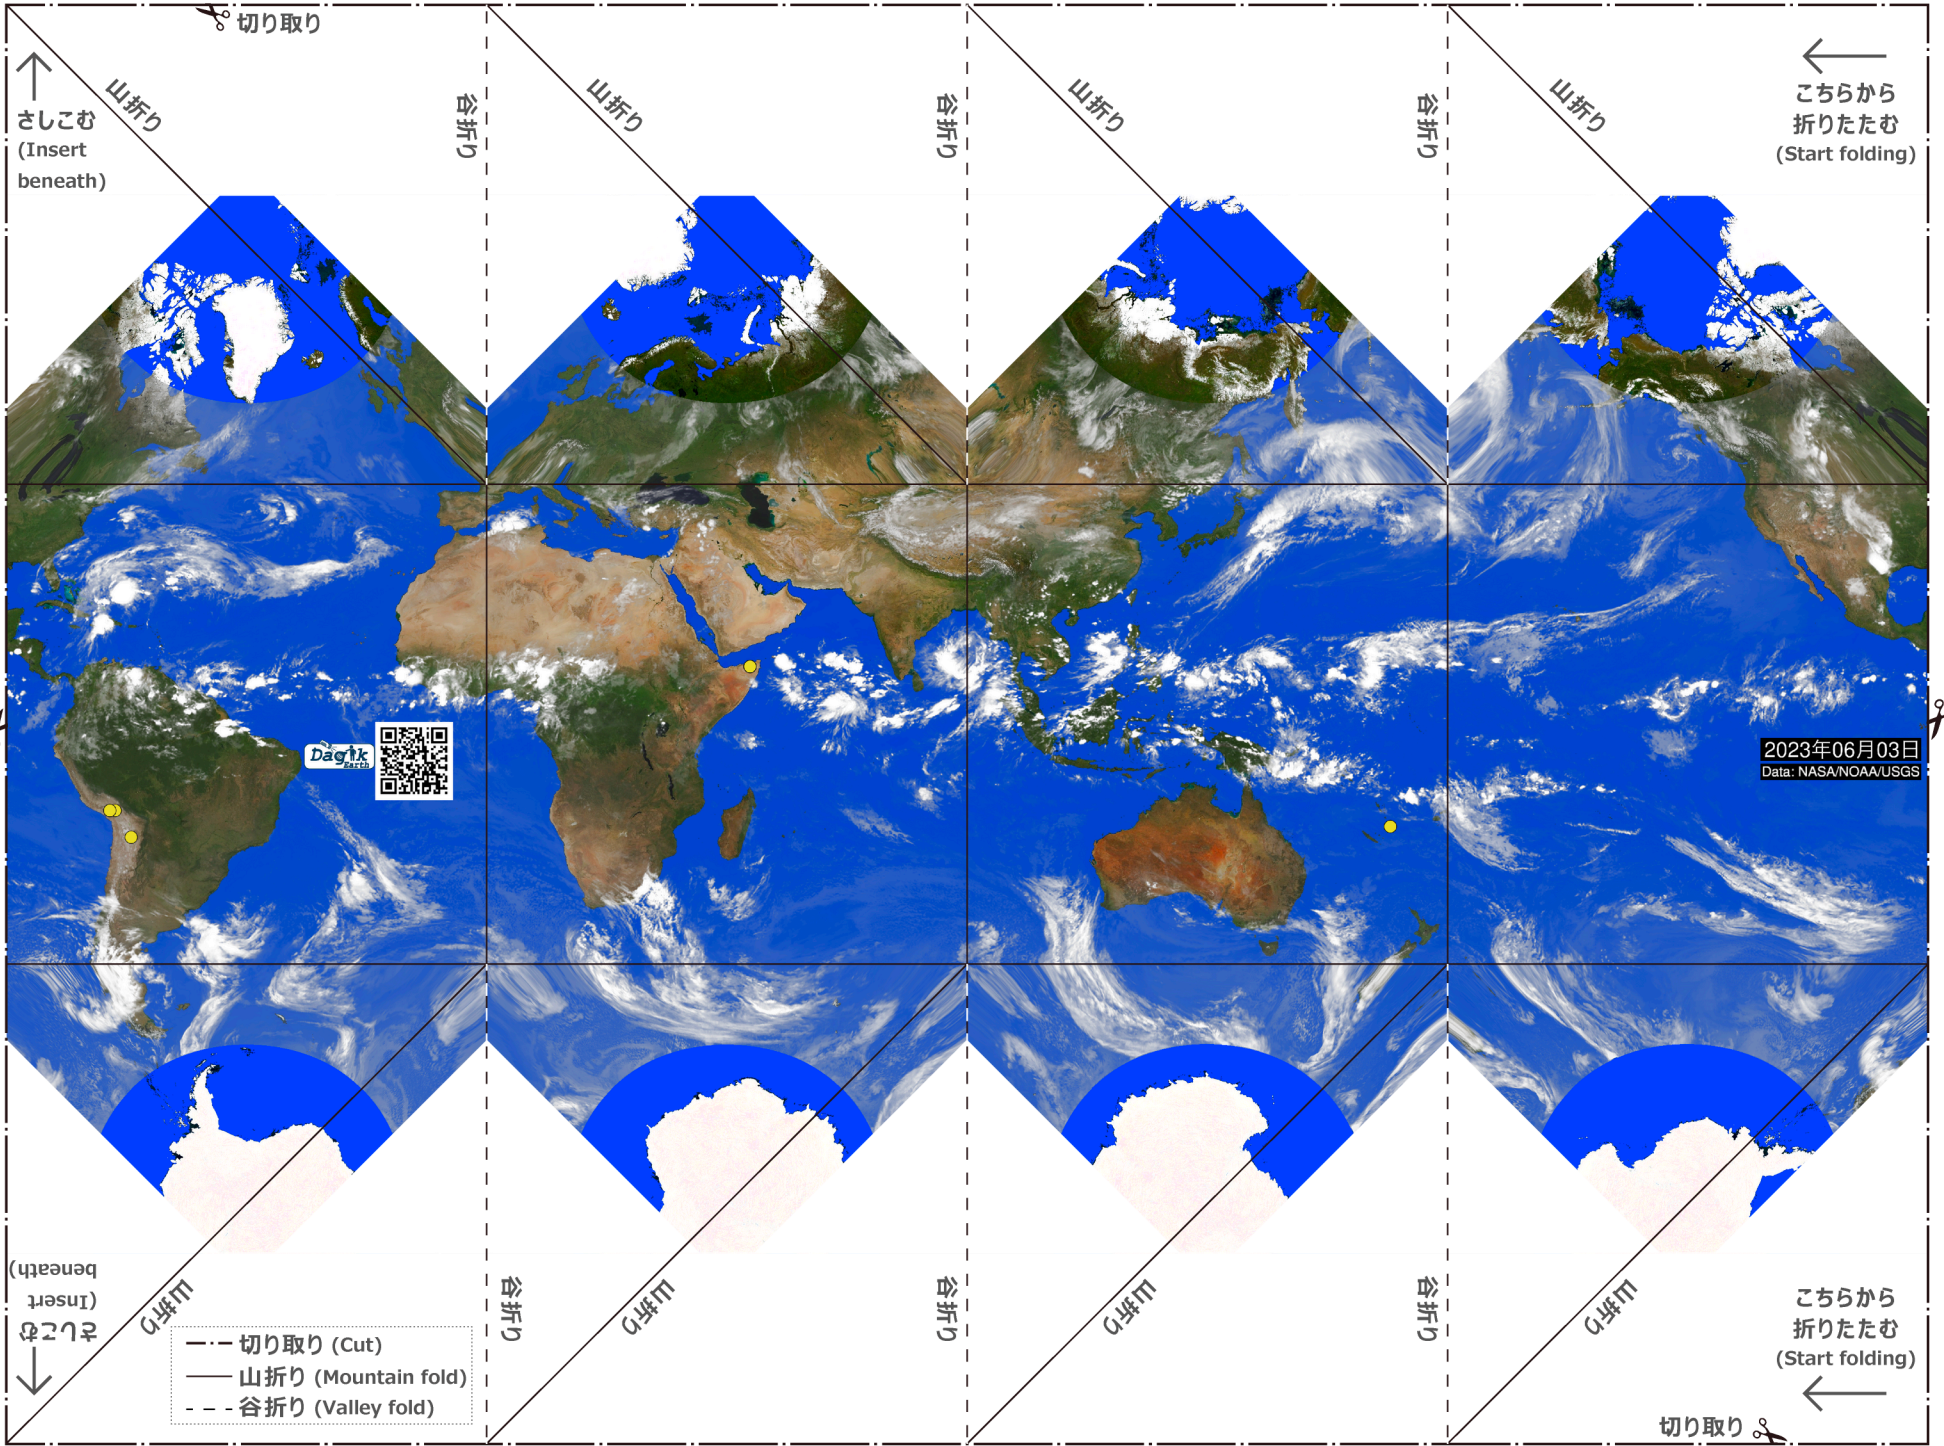 切り取り
山折り
谷折り
山折り
谷折り
山折り
谷折り
山折り
さしこむ
(Insert
beneath)
こちらから
折りたたむ
(Start folding)
Dagik
Earth
2023年06月03日
Data: NASA/NOAA/USGS
さしこむ
(Insert
beneath)
山折り
谷折り
山折り
谷折り
山折り
谷折り
山折り
こちらから
折りたたむ
(Start folding)
切り取り (Cut)
山折り (Mountain fold)
谷折り (Valley fold)
切り取り